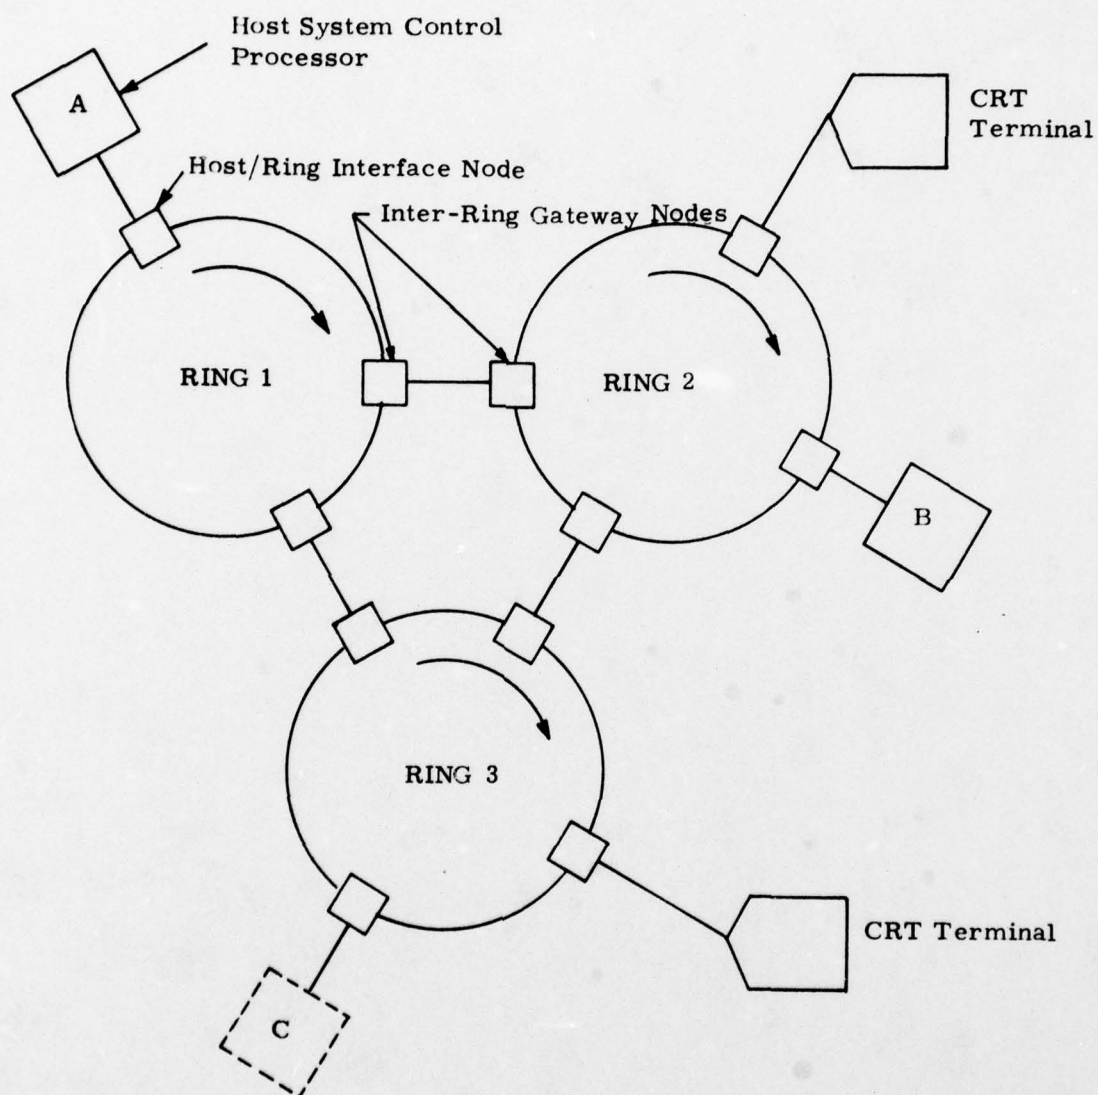 Host System Control
Processor
A
CRT
Terminal
Host/Ring Interface Node
Inter-Ring Gateway Nodes
RING 1
RING 2
B
RING 3
CRT Terminal
C